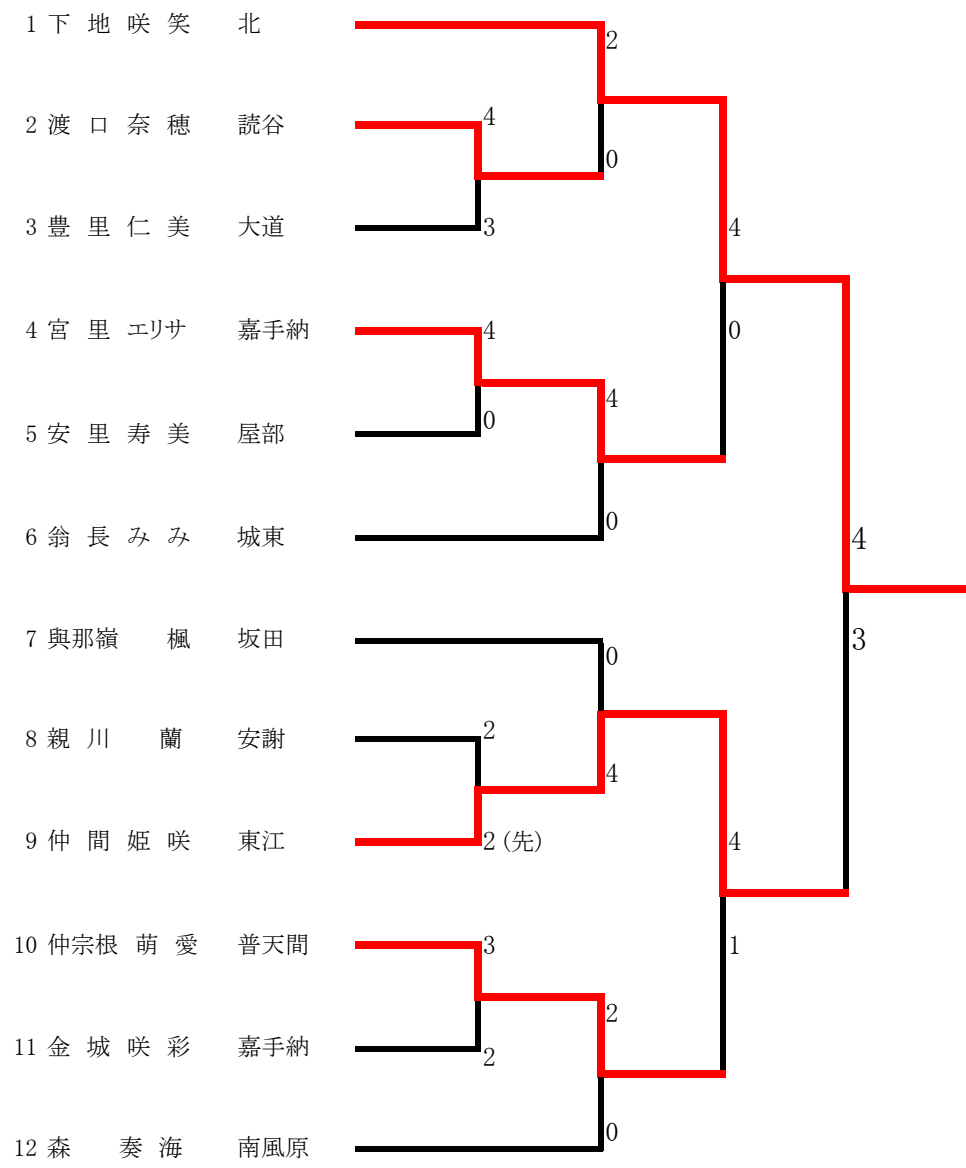 1 下 地 咲 笑 北
2
2 渡 口 奈 穂 読谷
4
0
3 豊 里 仁 美 大道
3
4
4 宮 里 エリサ 嘉手納
4
0
4
5 安 里 寿 美 屋部
0
6 翁 長 み み 城東
0
4
7 與那嶺 楓 坂田
0
3
8 親 川 蘭 安謝
2
4
9 仲 間 姫 咲 東江
2 (先)
4
10 仲宗根 萌 愛 普天間
3
1
2
11 金 城 咲 彩 嘉手納
2
12 森 奏 海 南風原
0